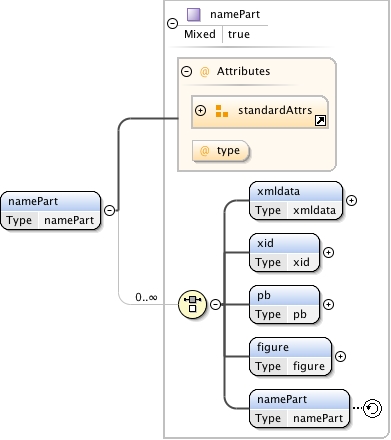 namePart
Mixed true
@ Attributes
standardAttrs
@ type
namePart
Type namePart
0..∞
xmldata
Type xmldata
xid
Type xid
pb
Type pb
figure
Type figure
namePart
Type namePart